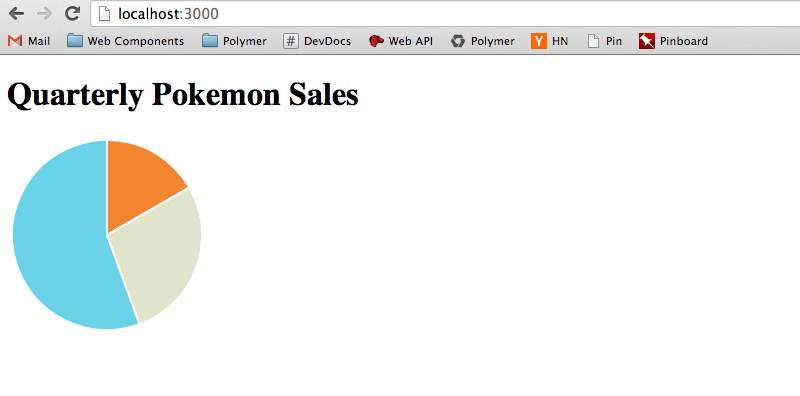 localhost:3000
Mail Web Components Polymer # DevDocs Web API Polymer Y HN Pin Pinboard
Quarterly Pokemon Sales